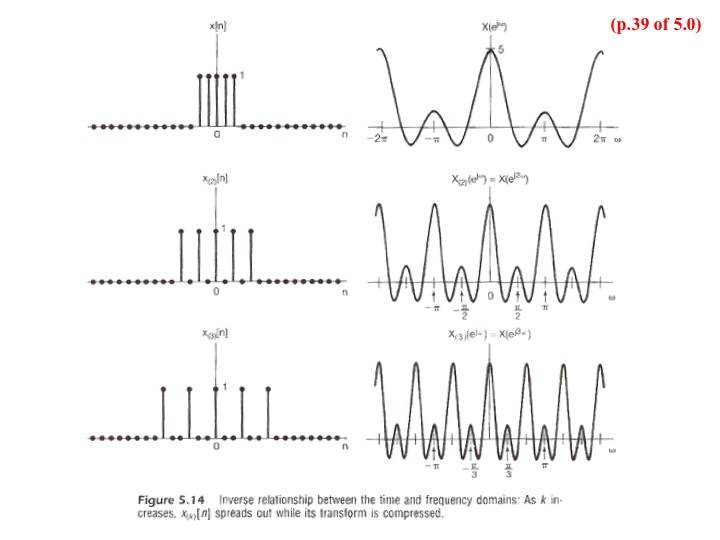 (p.39 of 5.0)
x[n]
X(e^{jω})
1
5
0
n
−2π
−π
0
π
2π
ω
x_{(2)}[n]
X_{(2)}(e^{jω}) = X(e^{j2ω})
1
0
n
−π
−π/2
0
π/2
π
ω
x_{(3)}[n]
X_{(3)}(e^{jω}) = X(e^{j3ω})
1
0
n
−π
−π/3
π/3
π
ω
Figure 5.14 Inverse relationship between the time and frequency domains: As k in-
creases, x_{(k)}[n] spreads out while its transform is compressed.